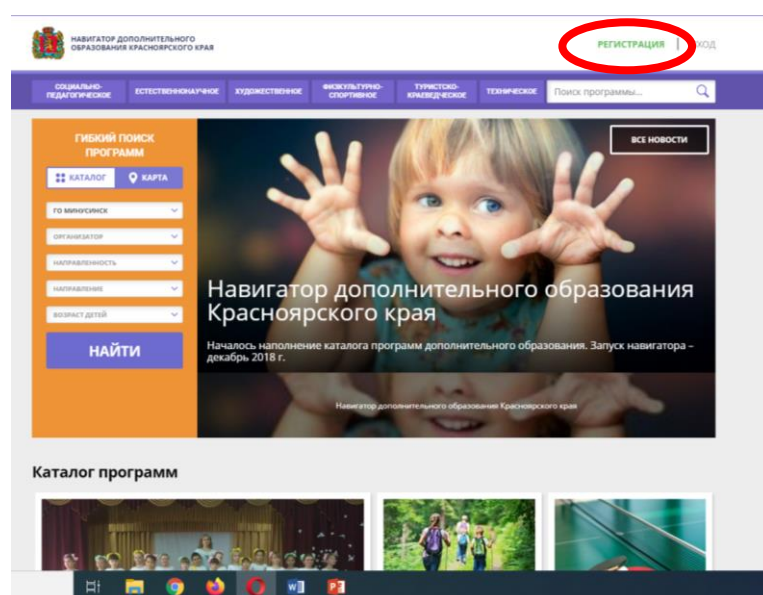 НАВИГАТОР ДОПОЛНИТЕЛЬНОГО
ОБРАЗОВАНИЯ КРАСНОЯРСКОГО КРАЯ
РЕГИСТРАЦИЯ
СОЦИАЛЬНО-
ПЕДАГОГИЧЕСКОЕ
ЕСТЕСТВЕННОНАУЧНОЕ
ХУДОЖЕСТВЕННОЕ
ФИЗКУЛЬТУРНО-
СПОРТИВНОЕ
ТУРИСТСКО-
КРАЕВЕДЧЕСКОЕ
ТЕХНИЧЕСКОЕ
Поиск программы...
ГИБКИЙ ПОИСК
ПРОГРАММ
КАТАЛОГ
КАРТА
ГО МИНУСИНСК
ОРГАНИЗАТОР
НАПРАВЛЕННОСТЬ
НАПРАВЛЕНИЕ
ВОЗРАСТ ДЕТЕЙ
НАЙТИ
ВСЕ НОВОСТИ
Навигатор дополнительного образования
Красноярского края
Началось наполнение каталога программ дополнительного образования. Запуск навигатора –
декабрь 2018 г.
Навигатор дополнительного образования Красноярского края
Каталог программ